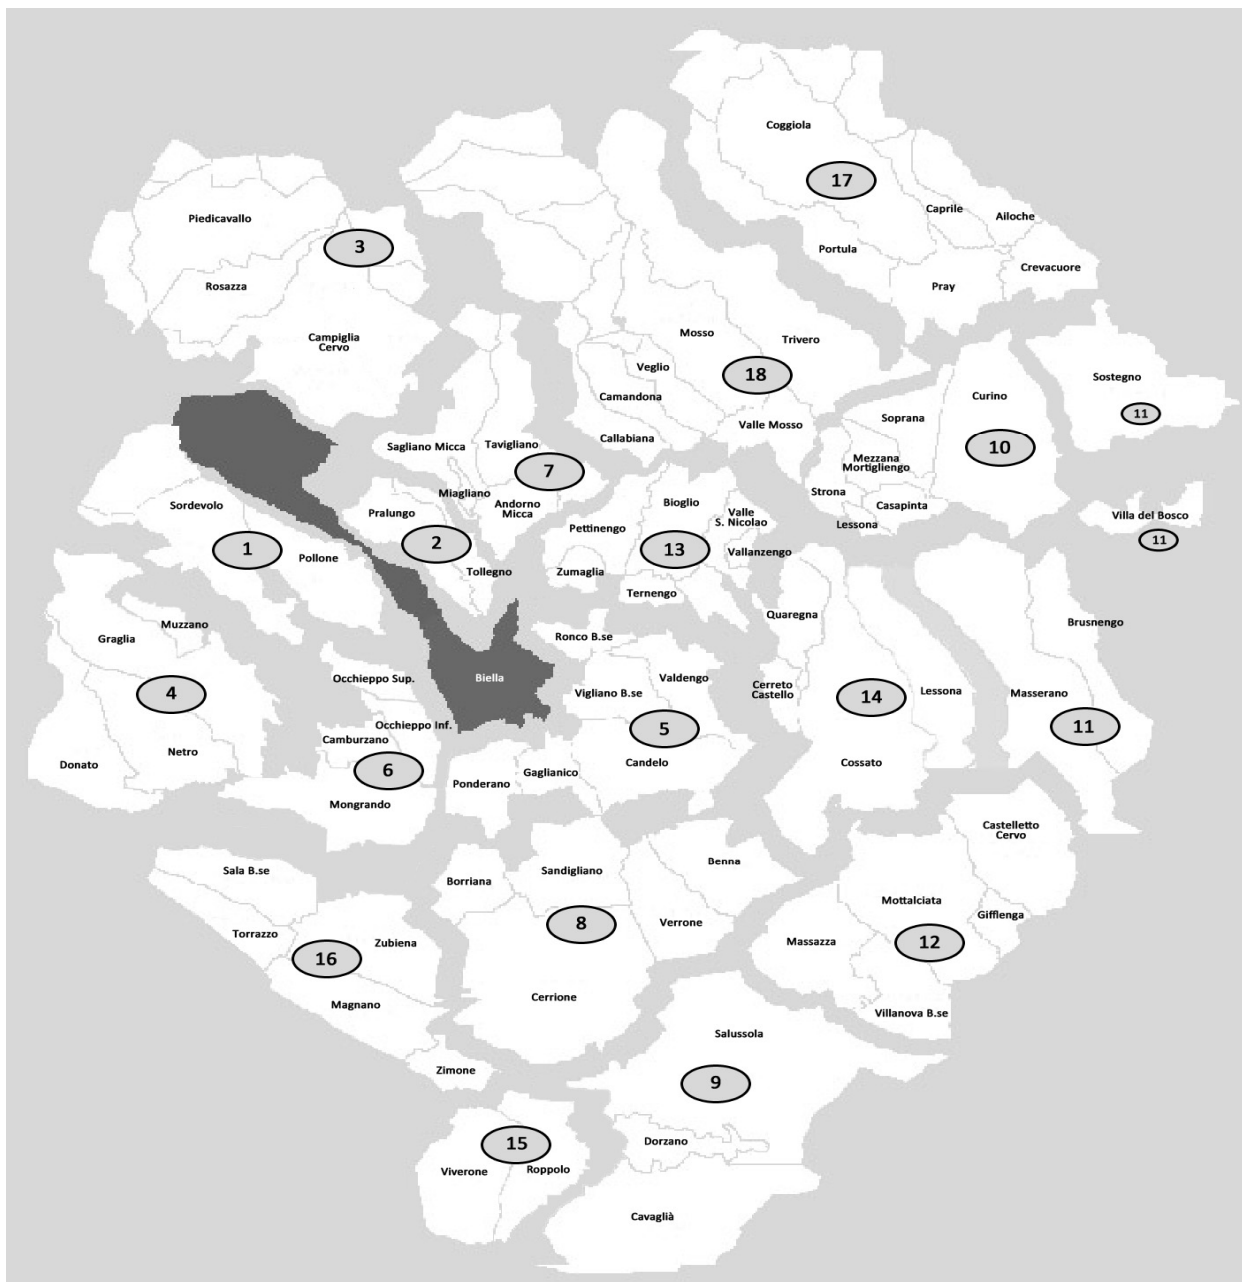 Coggiola
17
Caprile
Ailoche
Portula
Crevacuore
Pray
Piedicavallo
3
Rosazza
Campiglia
Cervo
Mosso
Trivero
Veglio
18
Camandona
Valle Mosso
Callabiana
Sostegno
11
Curino
Soprana
10
Mezzana
Mortigliengo
Strona
Casapinta
Lessona
Villa del Bosco
11
Sagliano Micca
Tavigliano
7
Miagliano
Andorno
Micca
Pralungo
2
Tollegno
Sordevolo
1
Pollone
Bioglio
Valle
S. Nicolao
Pettinengo
13
Vallanzengo
Zumaglia
Ternengo
Muzzano
Graglia
4
Netro
Donato
Occhieppo Sup.
Occhieppo Inf.
Camburzano
6
Mongrando
Biella
Ronco B.se
Valdengo
Vigliano B.se
5
Candelo
Gaglianico
Ponderano
Quaregna
Cerreto
Castello
14
Lessona
Cossato
Brusnengo
Masserano
11
Castelletto
Cervo
Mottalciata
Gifflenga
12
Massazza
Villanova B.se
Sala B.se
Torrazzo
Zubiena
16
Magnano
Zimone
Borriana
Sandigliano
Benna
8
Verrone
Cerrione
Salussola
9
Dorzano
Cavaglià
15
Viverone
Roppolo